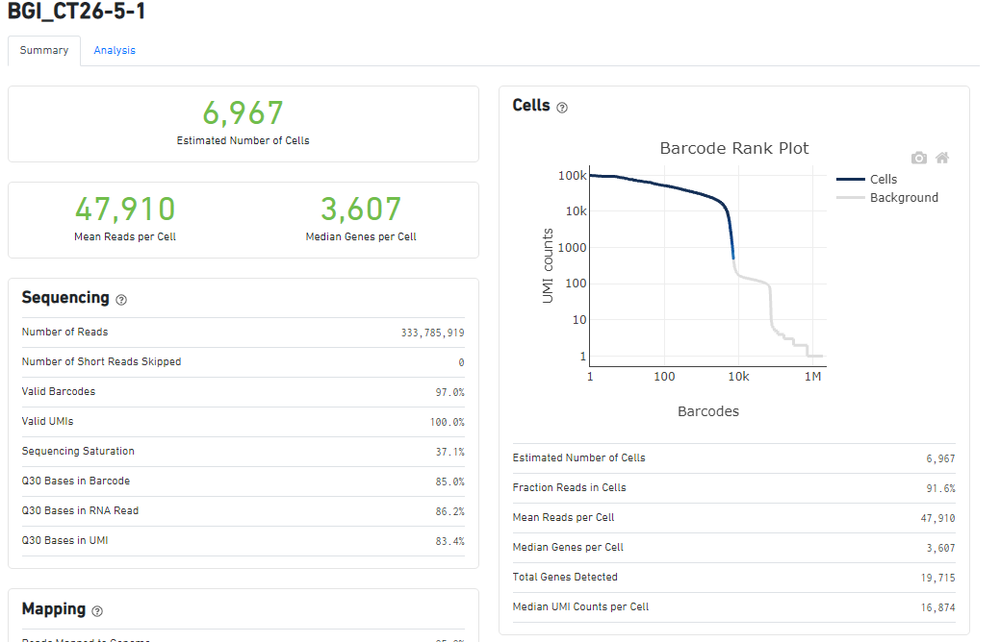 BGI_CT26-5-1
Summary Analysis
6,967
Estimated Number of Cells
47,910
Mean Reads per Cell
3,607
Median Genes per Cell
Sequencing ?
Number of Reads 333,785,919
Number of Short Reads Skipped 0
Valid Barcodes 97.0%
Valid UMIs 100.0%
Sequencing Saturation 37.1%
Q30 Bases in Barcode 85.0%
Q30 Bases in RNA Read 86.2%
Q30 Bases in UMI 83.4%
Mapping ?
Cells ?
Barcode Rank Plot
Cells
Background
UMI counts
100k
10k
1000
100
10
1
1 100 10k 1M
Barcodes
Estimated Number of Cells 6,967
Fraction Reads in Cells 91.6%
Mean Reads per Cell 47,910
Median Genes per Cell 3,607
Total Genes Detected 19,715
Median UMI Counts per Cell 16,874